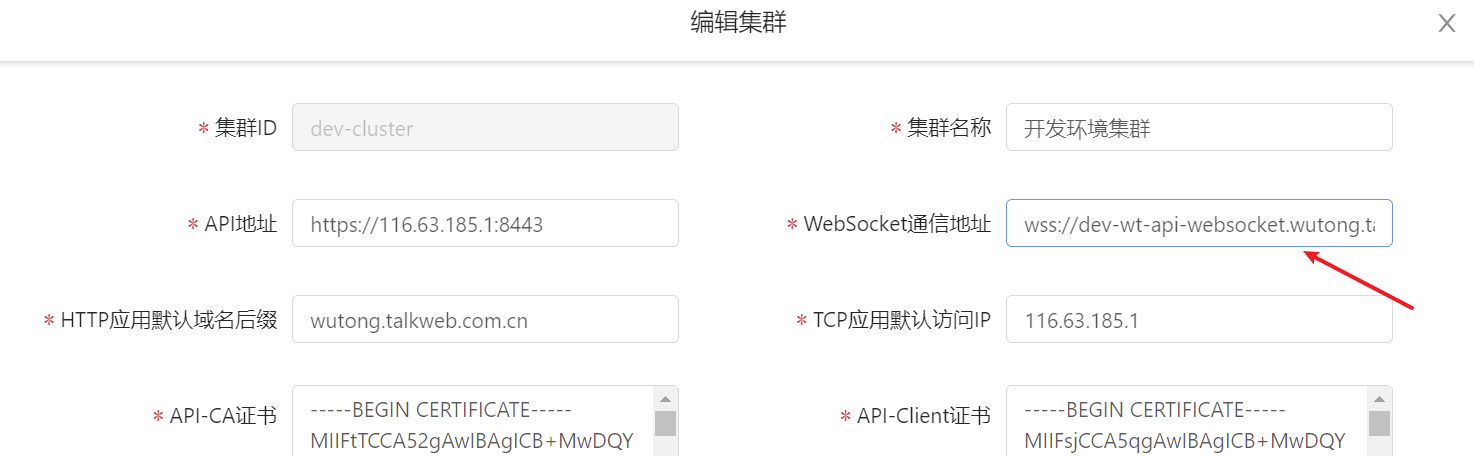 编辑集群
X
* 集群ID dev-cluster
* 集群名称 开发环境集群
* API地址 https://116.63.185.1:8443
* WebSocket通信地址 wss://dev-wt-api-websocket.wutong.ta
* HTTP应用默认域名后缀 wutong.talkweb.com.cn
* TCP应用默认访问IP 116.63.185.1
* API-CA证书 -----BEGIN CERTIFICATE-----
MIIFtTCCA52gAwIBAgICB+MwDQY
* API-Client证书 -----BEGIN CERTIFICATE-----
MIIFsjCCA5qgAwIBAgICB+MwDQY